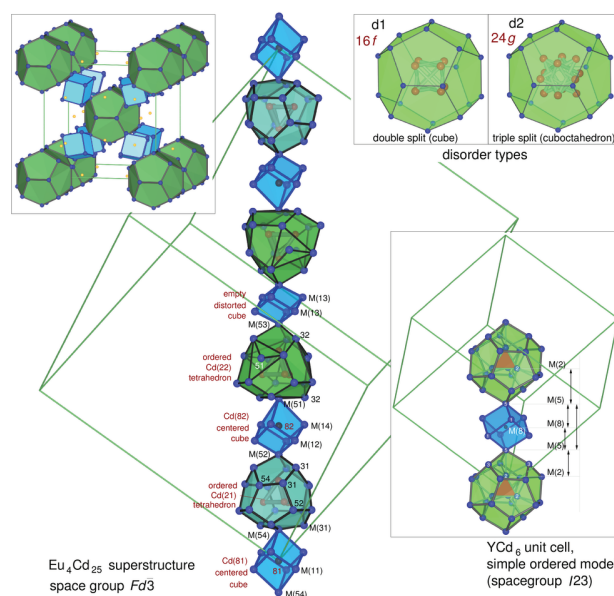 d1
16f
d2
24g
double split (cube)
triple split (cuboctahedron)
disorder types
empty
distorted
cube
M(13)
M(13)
M(53)
32
ordered
Cd(22)
tetrahedron
51
M(51)
32
Cd(82)
centered
cube
82
M(14)
M(12)
M(52)
31
ordered
Cd(21)
tetrahedron
54
31
52
M(54)
M(31)
Cd(81)
centered
cube
81
M(11)
M(54)
M(2)
M(5)
M(8)
M(8)
M(5)
M(2)
Eu4Cd25 superstructure
space group Fd3̄
YCd6 unit cell,
simple ordered mode
(spacegroup I23)